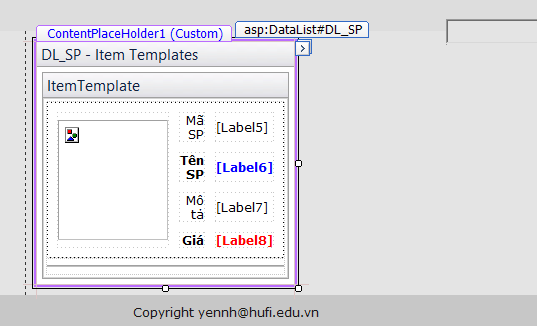 ContentPlaceHolder1 (Custom)
asp:DataList#DL_SP
DL_SP - Item Templates
ItemTemplate
Mã
SP
[Label5]
Tên
SP
[Label6]
Mô
tả
[Label7]
Giá
[Label8]
Copyright yennh@hufi.edu.vn